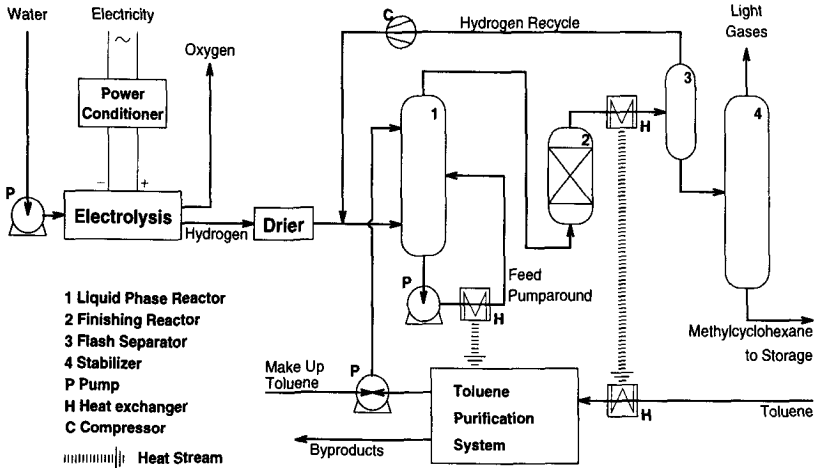 Water
Electricity
~
Oxygen
Power
Conditioner
− +
P
Electrolysis
Hydrogen
Drier
C
Hydrogen Recycle
Light
Gases
1
2
H
3
4
P
H
Feed
Pumparound
Methylcyclohexane
to Storage
1 Liquid Phase Reactor
2 Finishing Reactor
3 Flash Separator
4 Stabilizer
P Pump
H Heat exchanger
C Compressor
Heat Stream
Make Up
Toluene
P
Toluene
Purification
System
H
Toluene
Byproducts